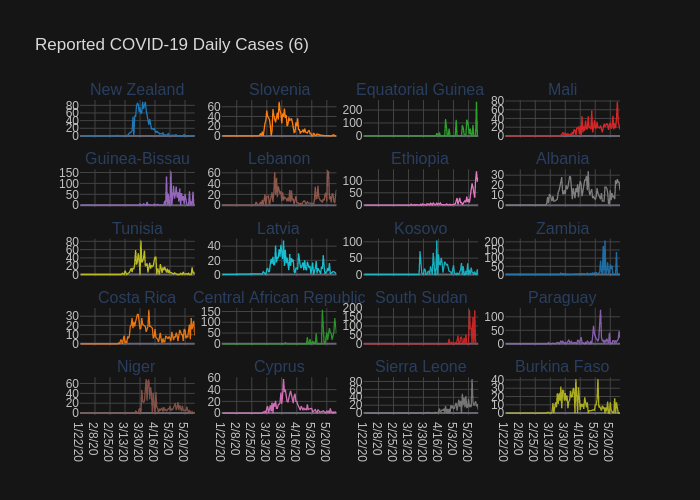 Reported COVID-19 Daily Cases (6)
New Zealand Slovenia Equatorial Guinea Mali
80 60 40 20 0 60 40 20 0 200 100 0 80 60 40 20 0
Guinea-Bissau Lebanon Ethiopia Albania
150 100 50 0 60 40 20 0 100 50 0 30 20 10 0
Tunisia Latvia Kosovo Zambia
80 60 40 20 0 40 20 0 100 50 0 200 150 100 50 0
Costa Rica Central African Republic South Sudan Paraguay
30 20 10 0 150 100 50 0 200 150 100 50 0 100 50 0
Niger Cyprus Sierra Leone Burkina Faso
60 40 20 0 60 40 20 0 80 60 40 20 0 40 20 0
1/22/20 2/8/20 2/25/20 3/13/20 3/30/20 4/16/20 5/3/20 5/20/20 1/22/20 2/8/20 2/25/20 3/13/20 3/30/20 4/16/20 5/3/20 5/20/20 1/22/20 2/8/20 2/25/20 3/13/20 3/30/20 4/16/20 5/3/20 5/20/20 1/22/20 2/8/20 2/25/20 3/13/20 3/30/20 4/16/20 5/3/20 5/20/20